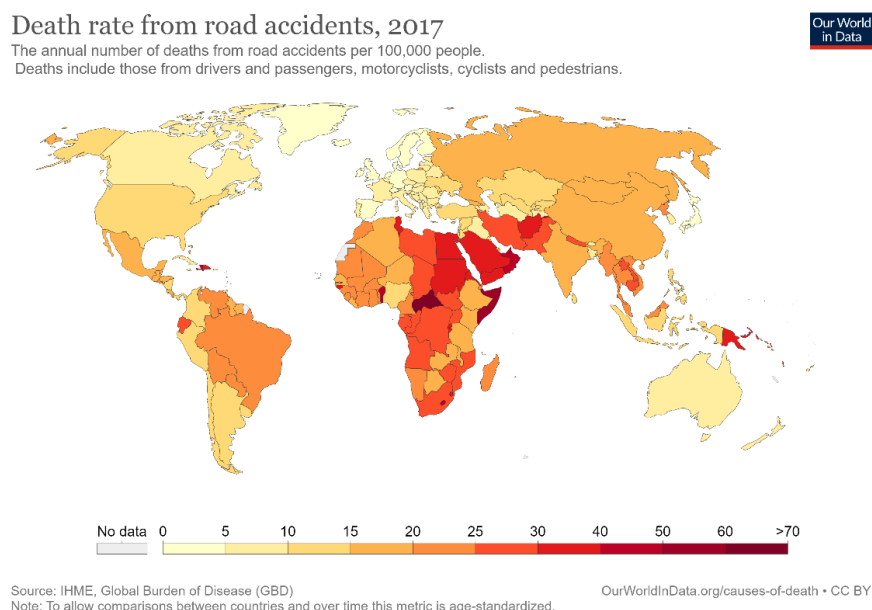 Death rate from road accidents, 2017
Our World
in Data
The annual number of deaths from road accidents per 100,000 people.
Deaths include those from drivers and passengers, motorcyclists, cyclists and pedestrians.
No data 0 5 10 15 20 25 30 40 50 60 >70
Source: IHME, Global Burden of Disease (GBD) OurWorldInData.org/causes-of-death • CC BY
Note: To allow comparisons between countries and over time this metric is age-standardized.